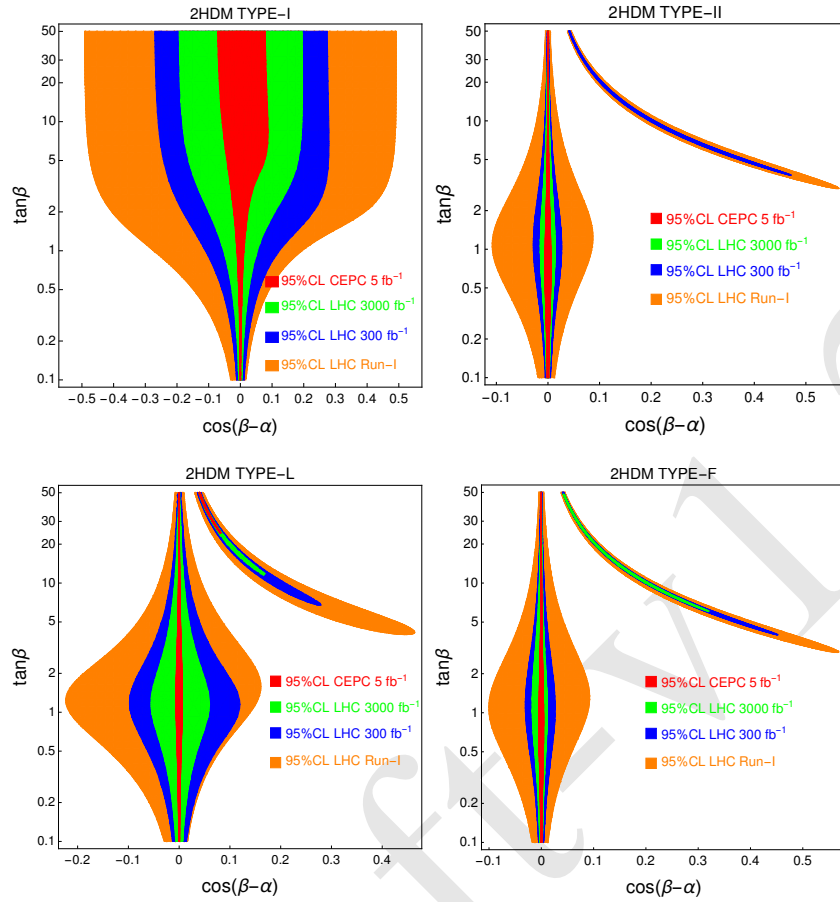 2HDM TYPE-I
50
30
20
10
5
2
1
0.5
0.2
0.1
tanβ
95%CL CEPC 5 fb⁻¹
95%CL LHC 3000 fb⁻¹
95%CL LHC 300 fb⁻¹
95%CL LHC Run-I
-0.5 -0.4 -0.3 -0.2 -0.1 0 0.1 0.2 0.3 0.4 0.5
cos(β-α)
2HDM TYPE-II
50
30
20
10
5
2
1
0.5
0.2
0.1
tanβ
95%CL CEPC 5 fb⁻¹
95%CL LHC 3000 fb⁻¹
95%CL LHC 300 fb⁻¹
95%CL LHC Run-I
-0.1 0 0.1 0.2 0.3 0.4 0.5
cos(β-α)
2HDM TYPE-L
50
30
20
10
5
2
1
0.5
0.2
0.1
tanβ
95%CL CEPC 5 fb⁻¹
95%CL LHC 3000 fb⁻¹
95%CL LHC 300 fb⁻¹
95%CL LHC Run-I
-0.2 -0.1 0 0.1 0.2 0.3 0.4
cos(β-α)
2HDM TYPE-F
50
30
20
10
5
2
1
0.5
0.2
0.1
tanβ
95%CL CEPC 5 fb⁻¹
95%CL LHC 3000 fb⁻¹
95%CL LHC 300 fb⁻¹
95%CL LHC Run-I
-0.1 0 0.1 0.2 0.3 0.4 0.5
cos(β-α)
ft-v1